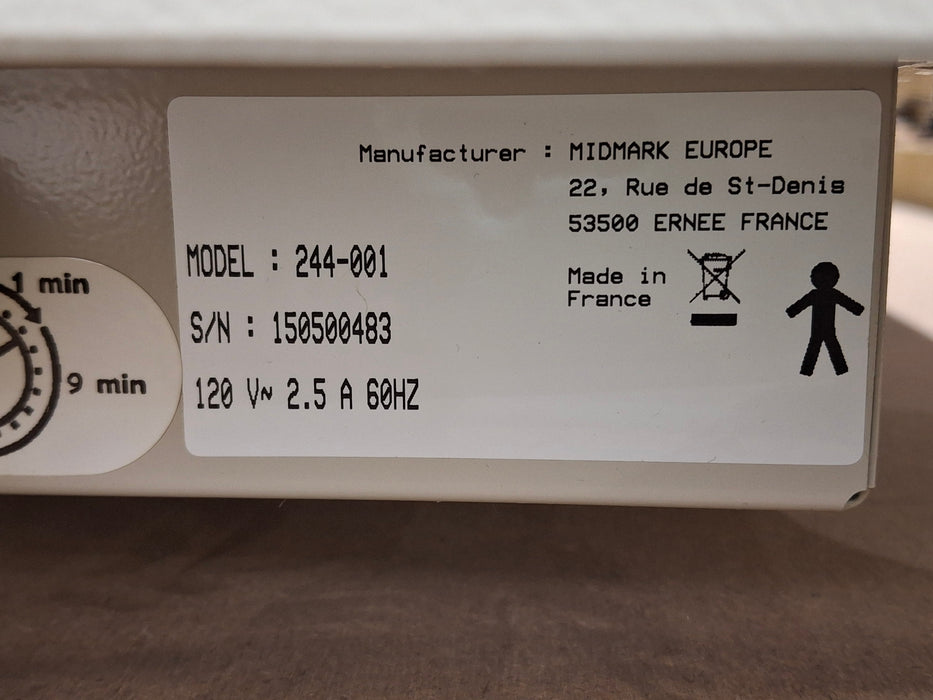 Manufacturer : MIDMARK EUROPE
22, Rue de St-Denis
53500 ERNEE FRANCE
MODEL : 244-001
Made in
France
S/N : 150500483
120 V~ 2.5 A 60HZ
1 min
9 min